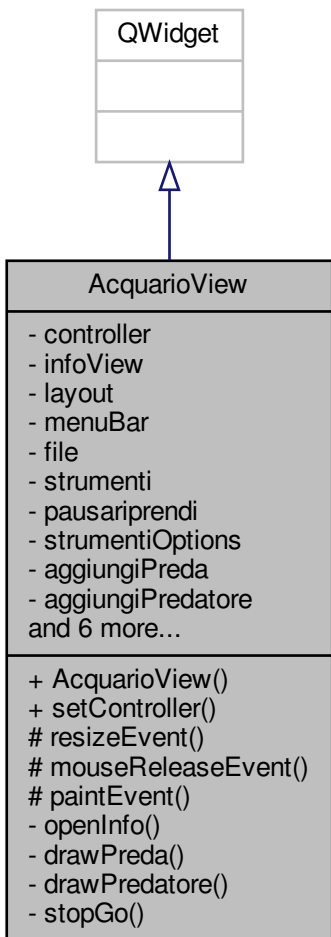 QWidget
AcquarioView
- controller
- infoView
- layout
- menuBar
- file
- strumenti
- pausariprendi
- strumentiOptions
- aggiungiPreda
- aggiungiPredatore
and 6 more...
+ AcquarioView()
+ setController()
# resizeEvent()
# mouseReleaseEvent()
# paintEvent()
- openInfo()
- drawPreda()
- drawPredatore()
- stopGo()